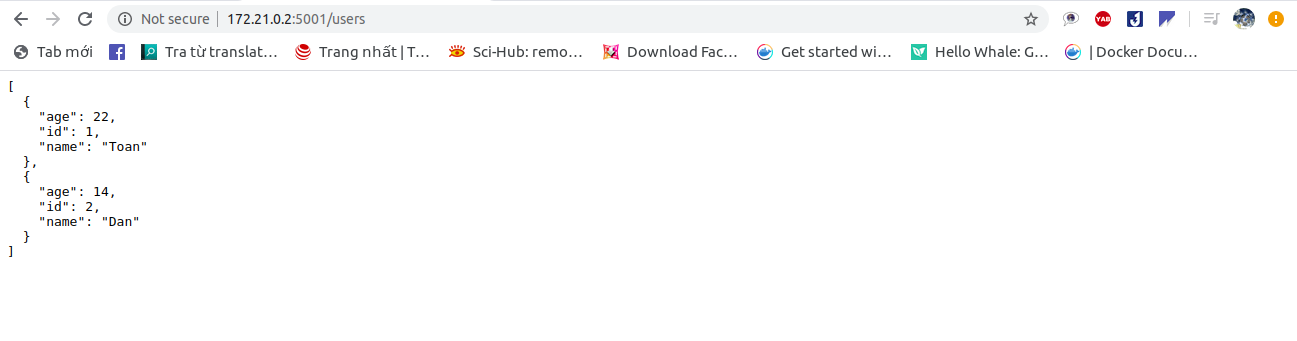 Not secure | 172.21.0.2:5001/users
YAB
Tab mới Tra từ translat... Trang nhất | T... Sci-Hub: remo... Download Fac... Get started wi... Hello Whale: G... | Docker Docu...
[
  {
    "age": 22,
    "id": 1,
    "name": "Toan"
  },
  {
    "age": 14,
    "id": 2,
    "name": "Dan"
  }
]